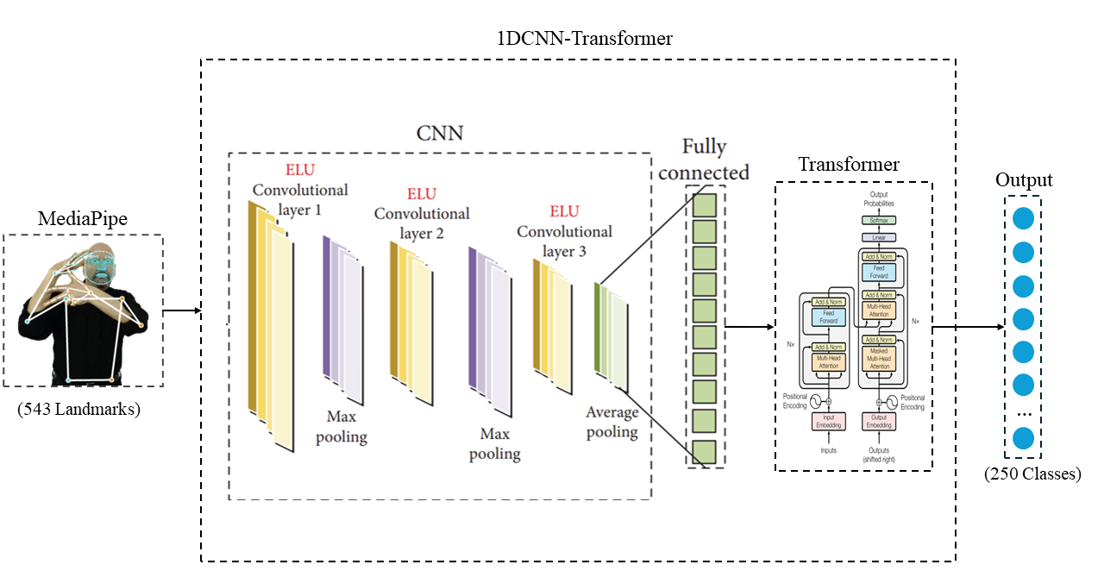 1DCNN-Transformer
MediaPipe
(543 Landmarks)
CNN
ELU
Convolutional
layer 1
Max
pooling
ELU
Convolutional
layer 2
Max
pooling
ELU
Convolutional
layer 3
Average
pooling
Fully
connected
Transformer
Output
Probabilities
Softmax
Linear
Add & Norm
Feed
Forward
Add & Norm
Multi-Head
Attention
Nx
Add & Norm
Masked
Multi-Head
Attention
Add & Norm
Feed
Forward
Nx
Add & Norm
Multi-Head
Attention
Positional
Encoding
Positional
Encoding
Input
Embedding
Output
Embedding
Inputs
Outputs
(shifted right)
Output
...
(250 Classes)